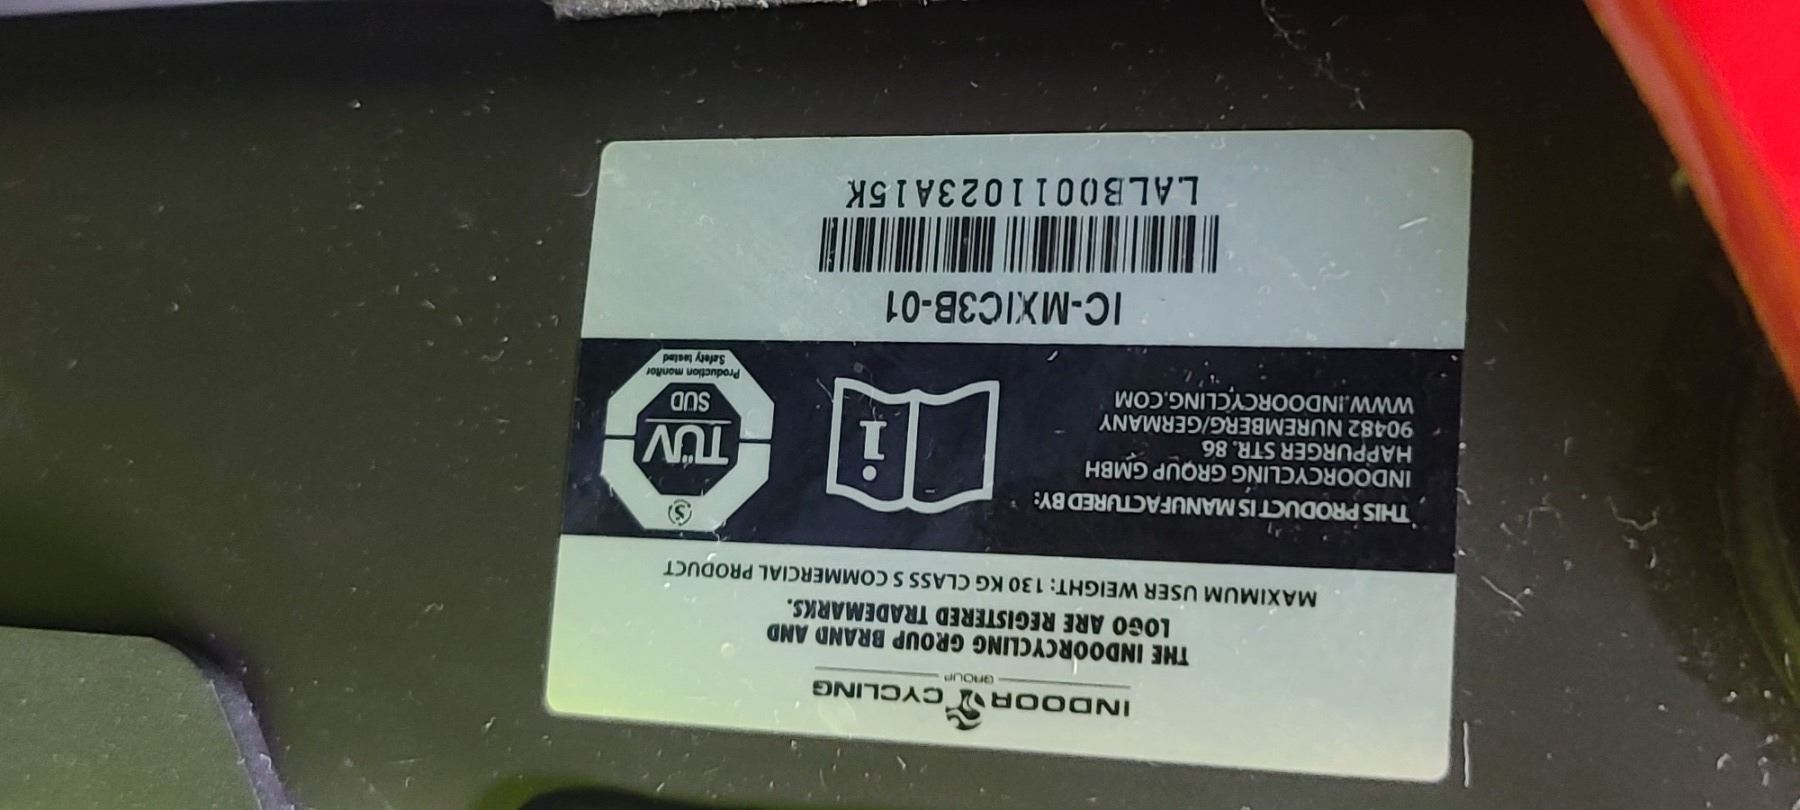 INDOOR CYCLING
GROUP
THE INDOORCYCLING GROUP BRAND AND
LOGO ARE REGISTERED TRADEMARKS.
MAXIMUM USER WEIGHT: 130 KG CLASS S COMMERCIAL PRODUCT
THIS PRODUCT IS MANUFACTURED BY:
INDOORCYCLING GROUP GMBH
HAPPURGER STR. 86
90482 NUREMBERG/GERMANY
WWW.INDOORCYCLING.COM
i
S
TÜV
SUD
Production monitor
Safety tested
IC-MXIC3B-01
LALB0011023A15K